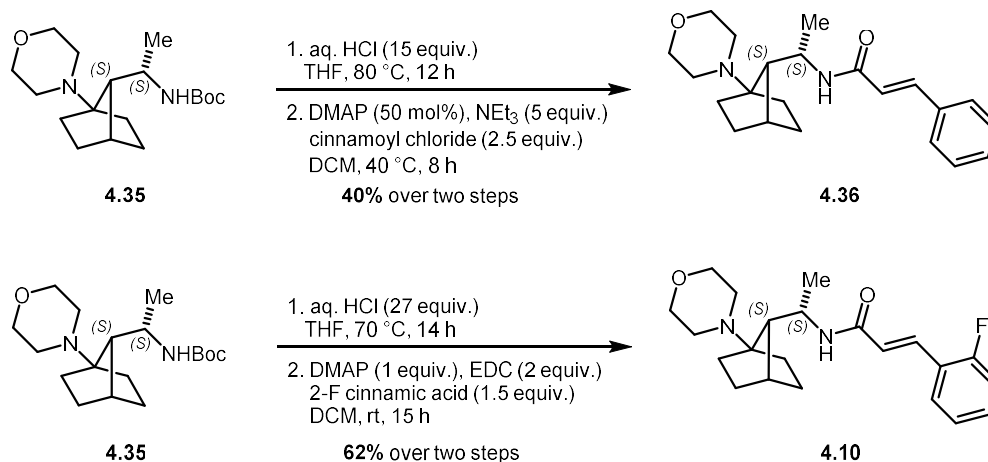 O
N
(S)
Me
(S)
NHBoc
4.35
1. aq. HCl (15 equiv.)
THF, 80 °C, 12 h
2. DMAP (50 mol%), NEt3 (5 equiv.)
cinnamoyl chloride (2.5 equiv.)
DCM, 40 °C, 8 h
40% over two steps
O
N
(S)
Me
(S)
N
H
O
4.36
O
N
(S)
Me
(S)
NHBoc
4.35
1. aq. HCl (27 equiv.)
THF, 70 °C, 14 h
2. DMAP (1 equiv.), EDC (2 equiv.)
2-F cinnamic acid (1.5 equiv.)
DCM, rt, 15 h
62% over two steps
O
N
(S)
Me
(S)
N
H
O
F
4.10